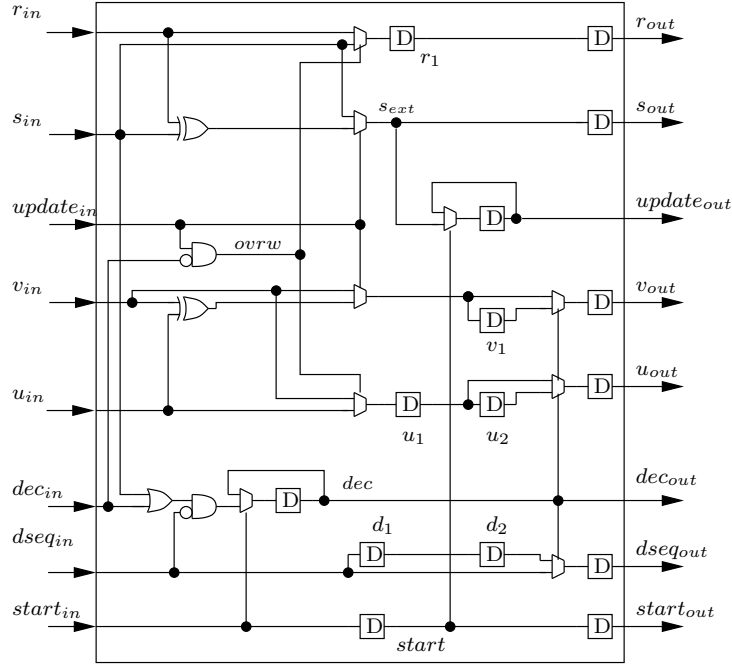 r_in D r_1 D r_out
s_in s_ext D s_out
update_in D update_out
ovrw
v_in D v_1 D v_out
u_in D u_1 D u_2 D u_out
dec_in D dec dec_out
dseq_in D d_1 D d_2 D dseq_out
start_in D start D start_out